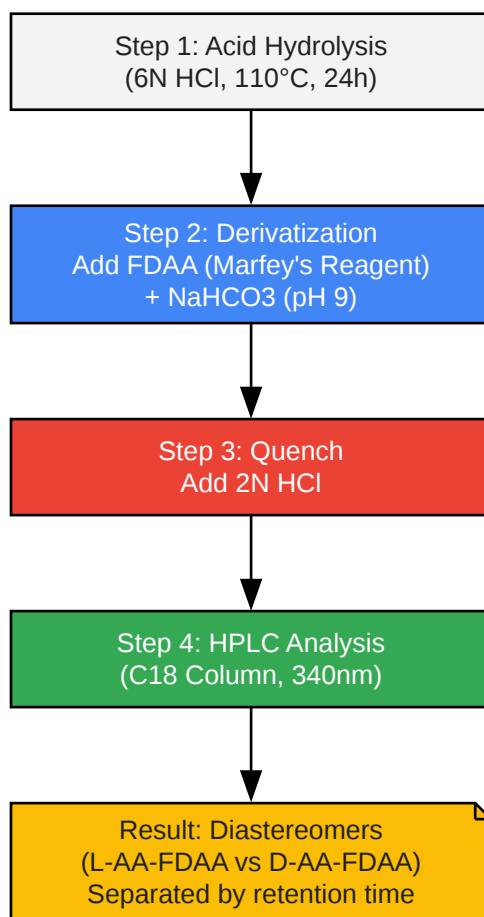 Step 1: Acid Hydrolysis
(6N HCl, 110°C, 24h)
Step 2: Derivatization
Add FDAA (Marfey's Reagent)
+ NaHCO3 (pH 9)
Step 3: Quench
Add 2N HCl
Step 4: HPLC Analysis
(C18 Column, 340nm)
Result: Diastereomers
(L-AA-FDAA vs D-AA-FDAA)
Separated by retention time